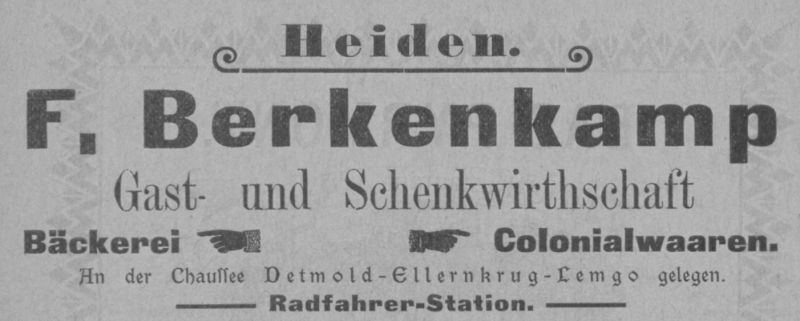 Heiden.
F. Berkenkamp
Gast- und Schenkwirthschaft
Bäckerei Colonialwaaren.
An der Chauſſee Detmold-Ellernkrug-Lemgo gelegen.
Radfahrer-Station.